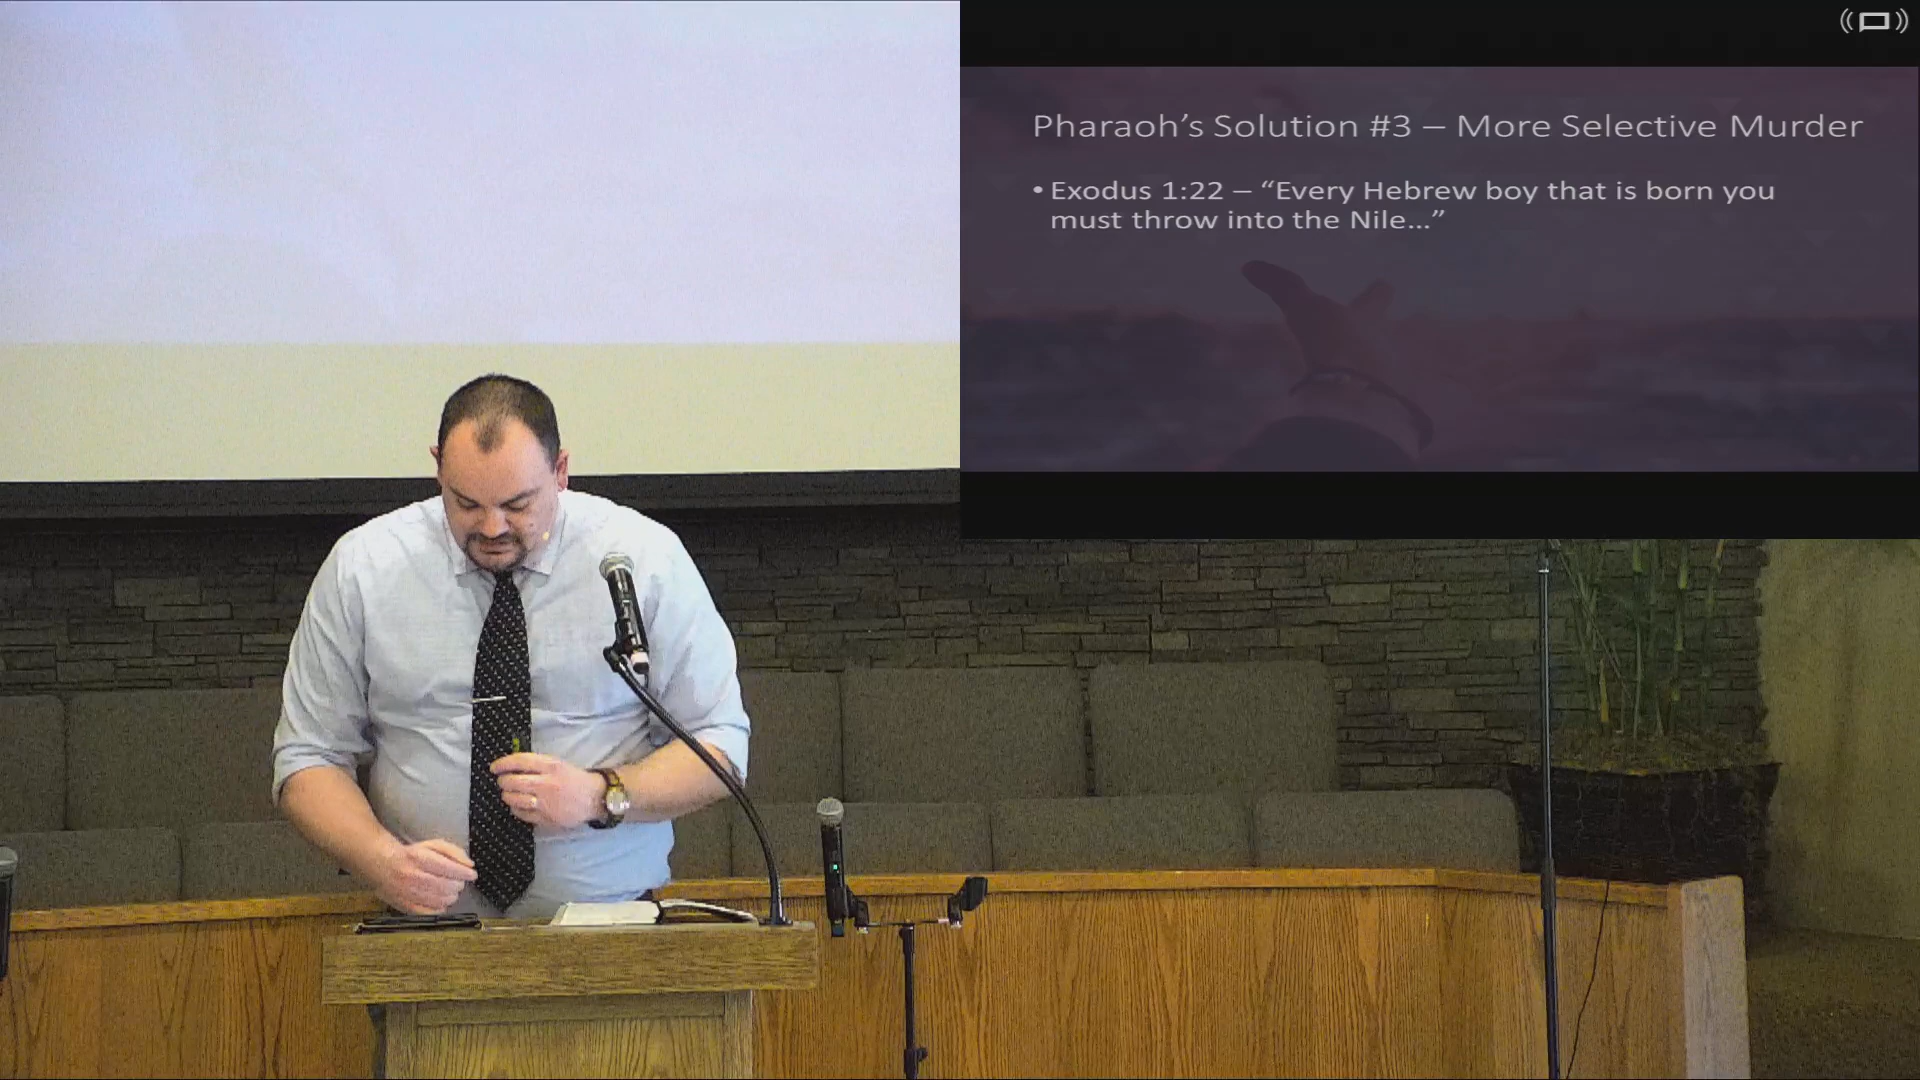 Pharaoh’s Solution #3 – More Selective Murder
• Exodus 1:22 – “Every Hebrew boy that is born you
must throw into the Nile...”